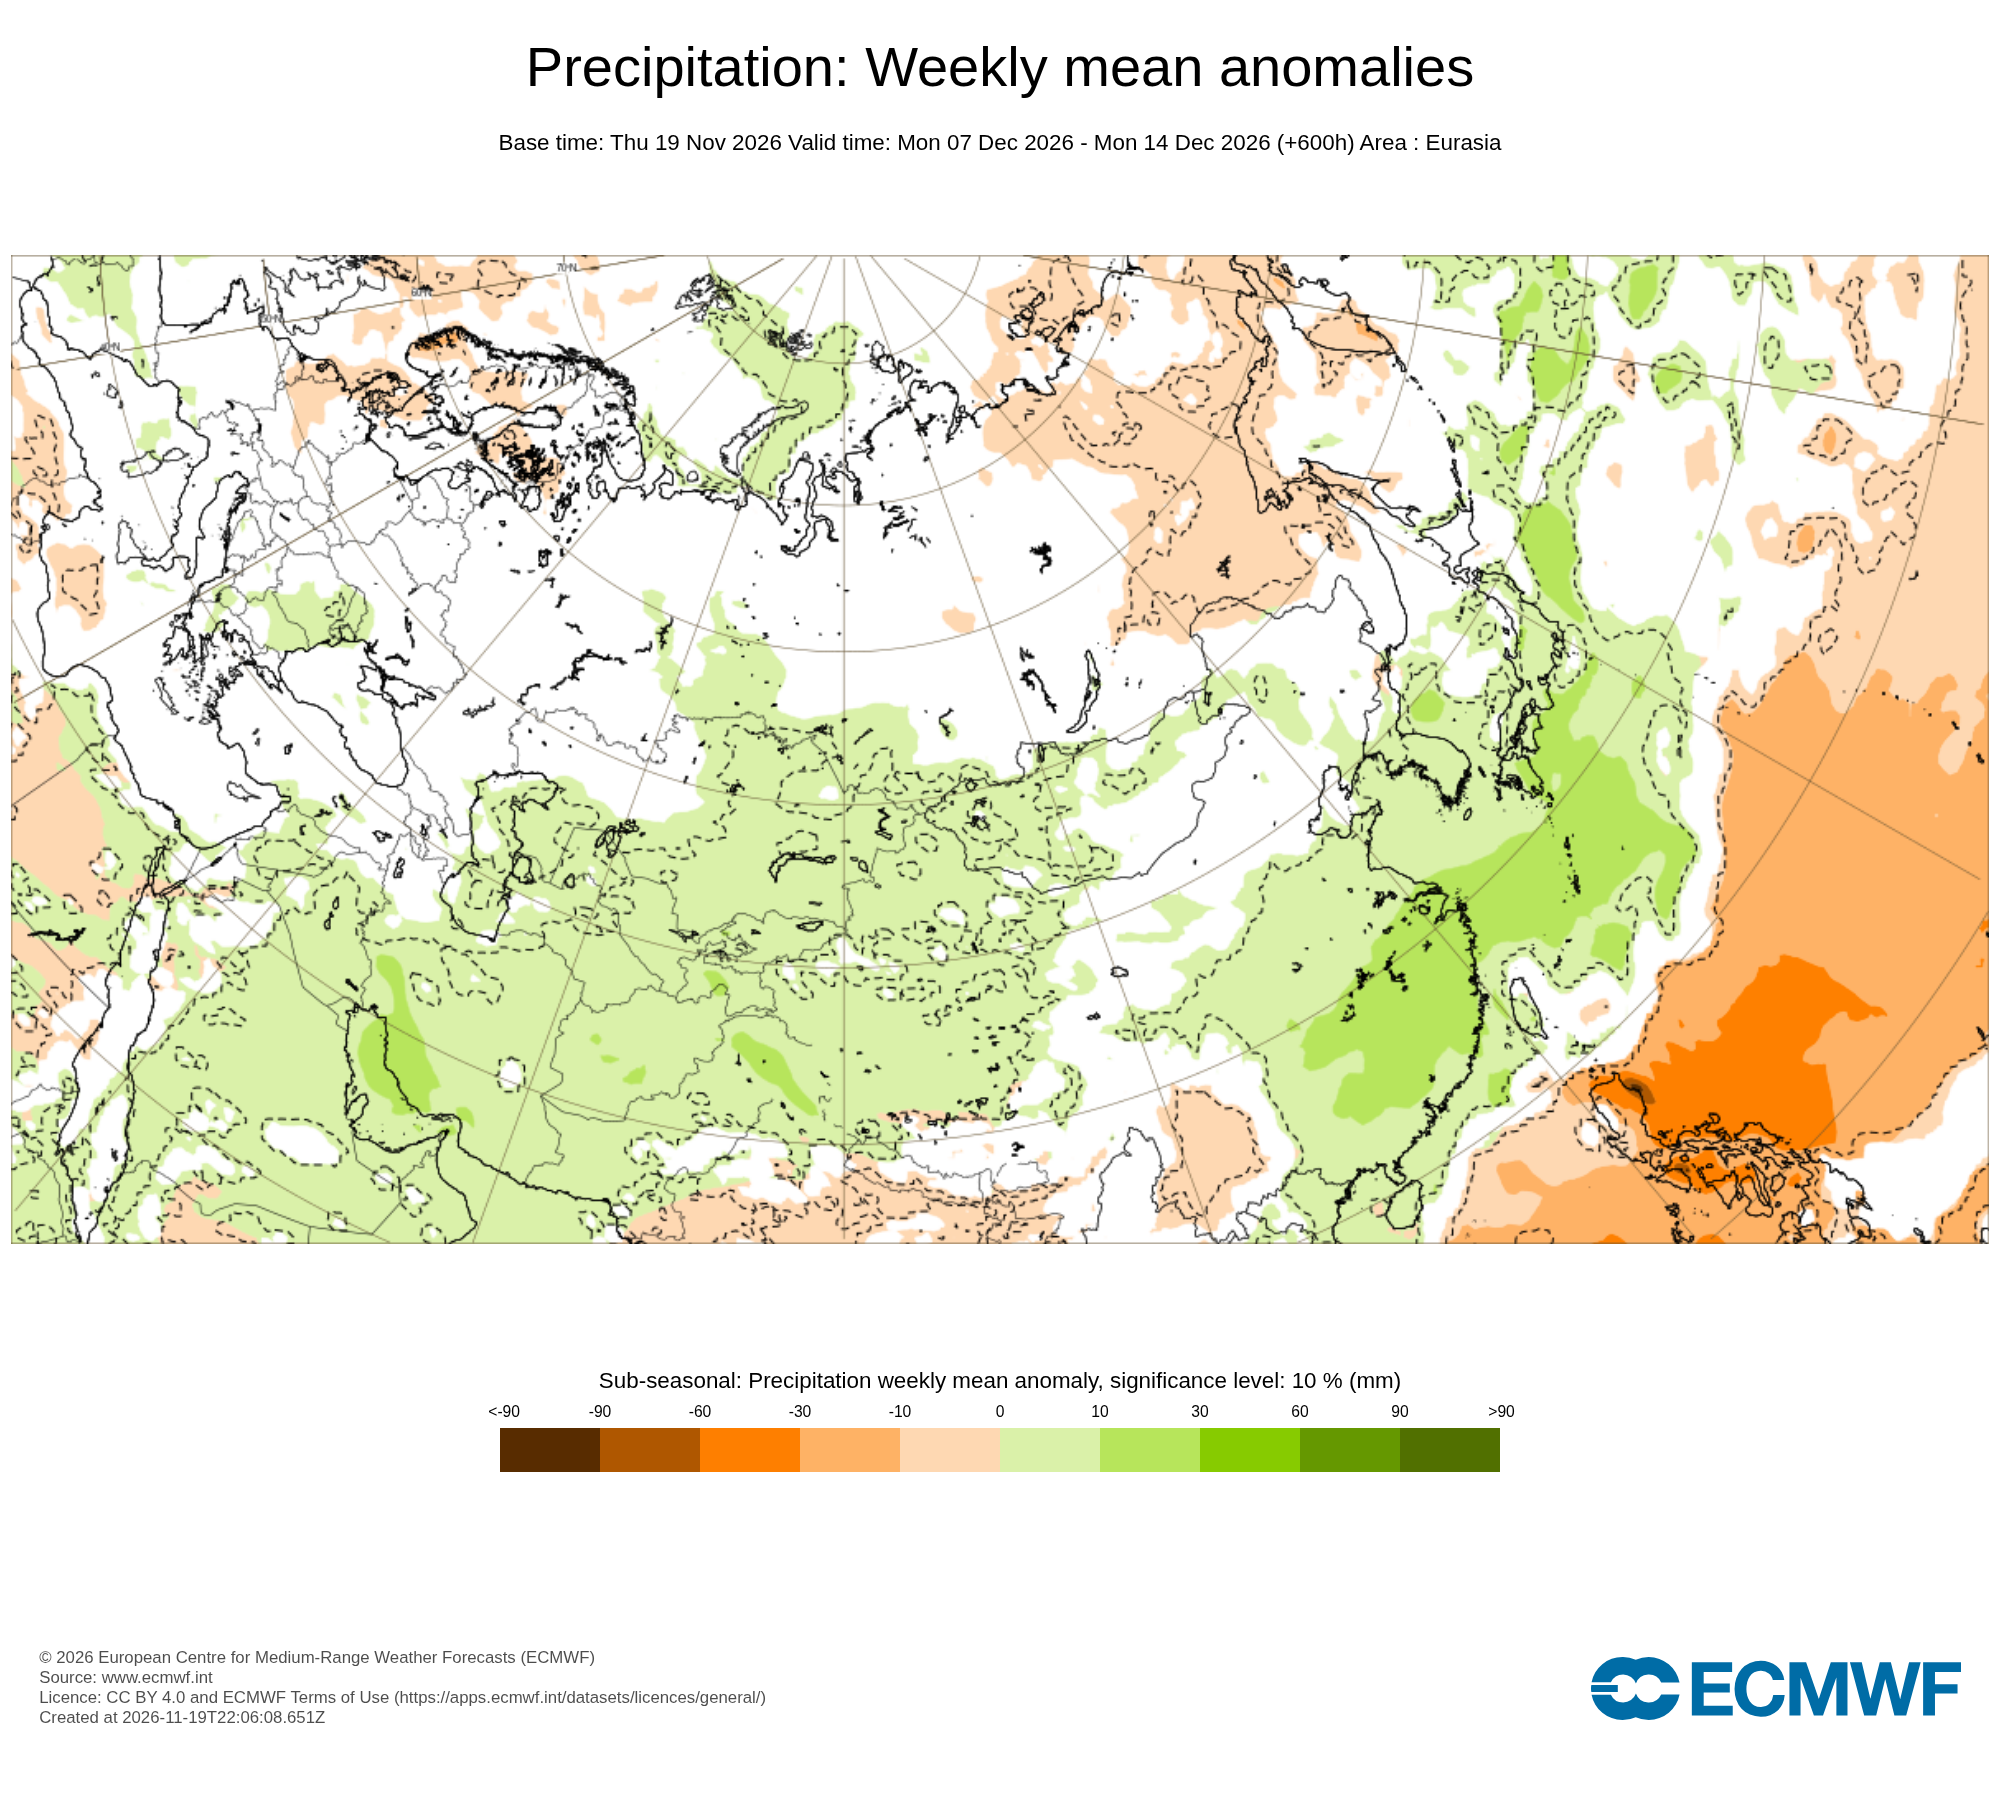 Precipitation: Weekly mean anomalies
Base time: Thu 19 Nov 2026 Valid time: Mon 07 Dec 2026 - Mon 14 Dec 2026 (+600h) Area : Eurasia
70°N
60°N
50°N
40°N
Sub-seasonal: Precipitation weekly mean anomaly, significance level: 10 % (mm)
<-90 -90 -60 -30 -10 0 10 30 60 90 >90
© 2026 European Centre for Medium-Range Weather Forecasts (ECMWF)
Source: www.ecmwf.int
Licence: CC BY 4.0 and ECMWF Terms of Use (https://apps.ecmwf.int/datasets/licences/general/)
Created at 2026-11-19T22:06:08.651Z
ECMWF